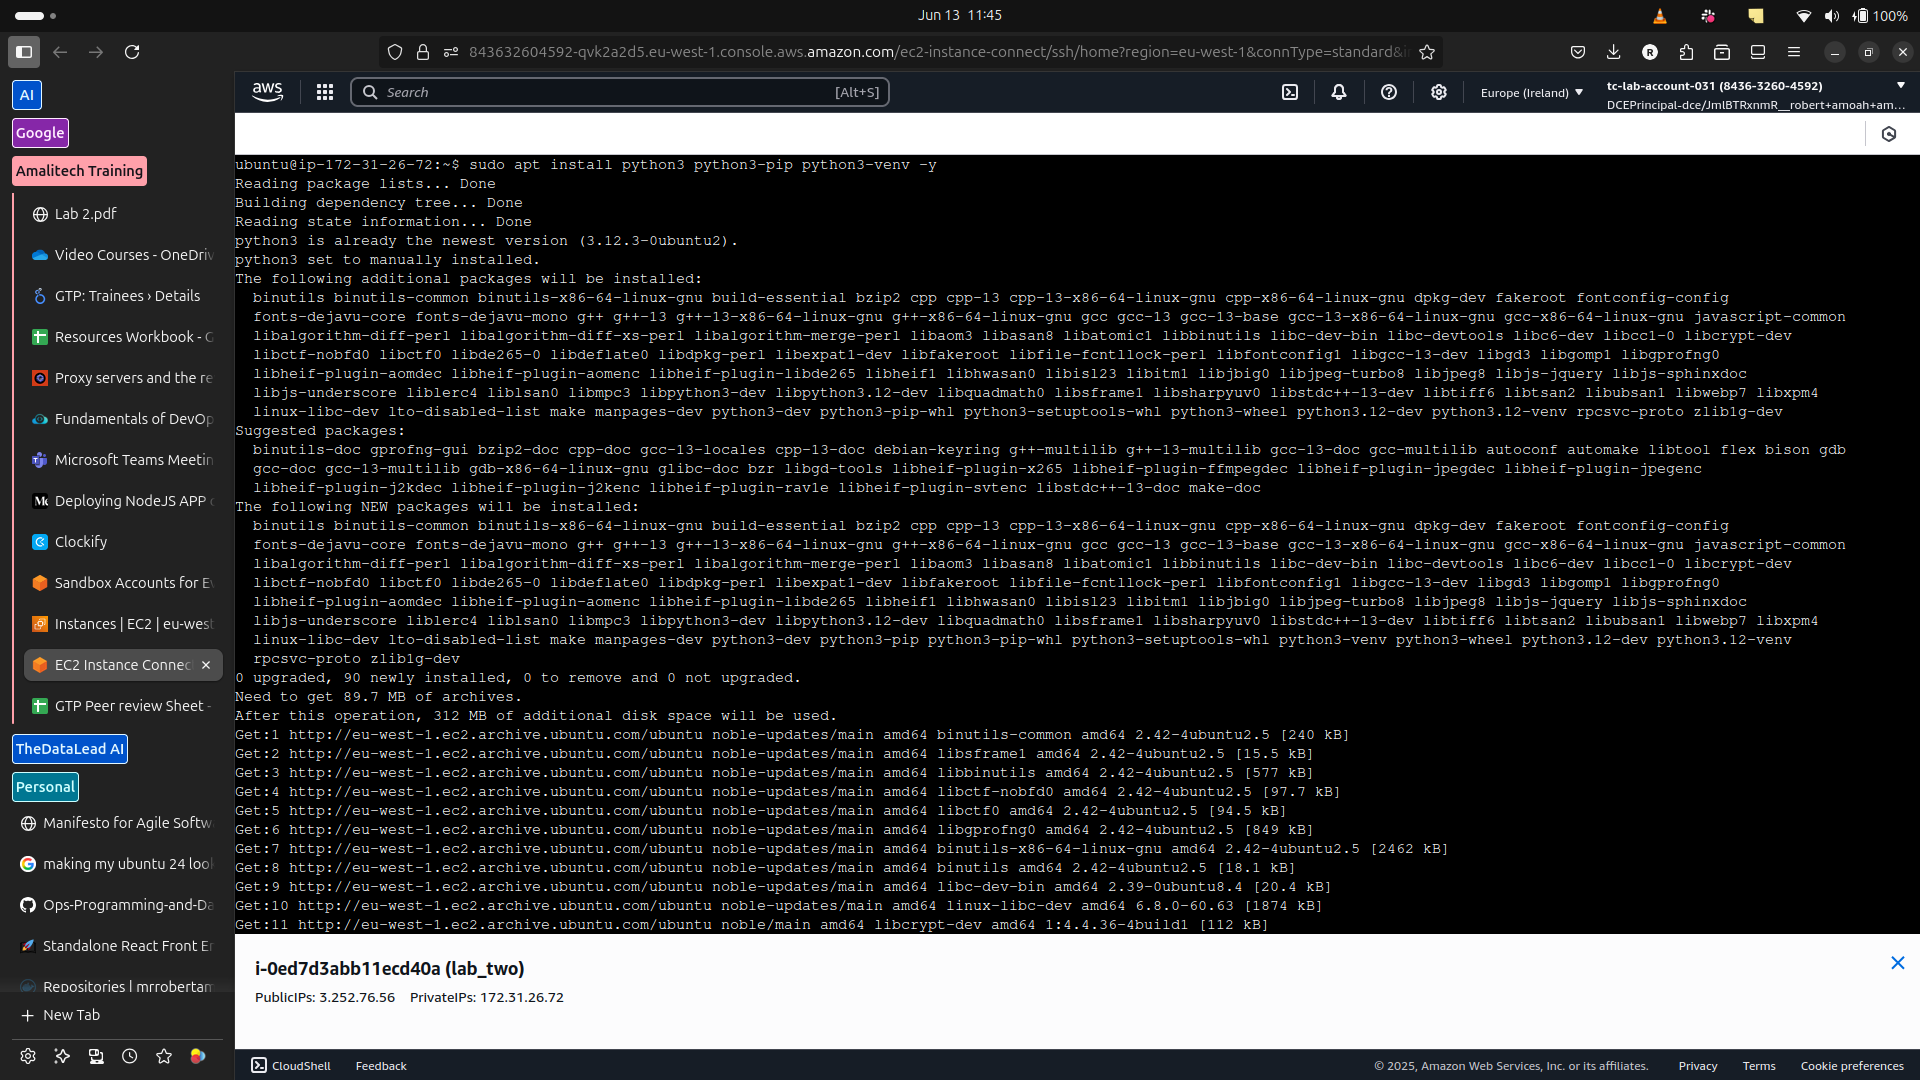 Jun 13 11:45
100%
843632604592-qvk2a2d5.eu-west-1.console.aws.amazon.com/ec2-instance-connect/ssh/home?region=eu-west-1&connType=standard&i
AI
Google
Amalitech Training
Lab 2.pdf
Video Courses - OneDriv
GTP: Trainees › Details
Resources Workbook - G
Proxy servers and the re
Fundamentals of DevOp
Microsoft Teams Meetin
Deploying NodeJS APP
Clockify
Sandbox Accounts for Ev
Instances | EC2 | eu-west
EC2 Instance Connec
GTP Peer review Sheet -
TheDataLead AI
Personal
Manifesto for Agile Softw
making my ubuntu 24 look
Ops-Programming-and-Da
Standalone React Front En
Repositories | mrrobertam
New Tab
aws
Search [Alt+S]
Europe (Ireland)
tc-lab-account-031 (8436-3260-4592)
DCEPrincipal-dce/JmlBTRxnmR__robert+amoah+am...
ubuntu@ip-172-31-26-72:~$ sudo apt install python3 python3-pip python3-venv -y
Reading package lists... Done
Building dependency tree... Done
Reading state information... Done
python3 is already the newest version (3.12.3-0ubuntu2).
python3 set to manually installed.
The following additional packages will be installed:
binutils binutils-common binutils-x86-64-linux-gnu build-essential bzip2 cpp cpp-13 cpp-13-x86-64-linux-gnu cpp-x86-64-linux-gnu dpkg-dev fakeroot fontconfig-config
fonts-dejavu-core fonts-dejavu-mono g++ g++-13 g++-13-x86-64-linux-gnu g++-x86-64-linux-gnu gcc gcc-13 gcc-13-base gcc-13-x86-64-linux-gnu gcc-x86-64-linux-gnu javascript-common
libalgorithm-diff-perl libalgorithm-diff-xs-perl libalgorithm-merge-perl libaom3 libasan8 libatomic1 libbinutils libc-dev-bin libc-devtools libc6-dev libcc1-0 libcrypt-dev
libctf-nobfd0 libctf0 libde265-0 libdeflate0 libdpkg-perl libexpat1-dev libfakeroot libfile-fcntllock-perl libfontconfig1 libgcc-13-dev libgd3 libgomp1 libgprofng0
libheif-plugin-aomdec libheif-plugin-aomenc libheif-plugin-libde265 libheif1 libhwasan0 libisl23 libitm1 libjbig0 libjpeg-turbo8 libjpeg8 libjs-jquery libjs-sphinxdoc
libjs-underscore liblerc4 liblsan0 libmpc3 libpython3-dev libpython3.12-dev libquadmath0 libsframe1 libsharpyuv0 libstdc++-13-dev libtiff6 libtsan2 libubsan1 libwebp7 libxpm4
linux-libc-dev lto-disabled-list make manpages-dev python3-dev python3-pip-whl python3-setuptools-whl python3-wheel python3.12-dev python3.12-venv rpcsvc-proto zlib1g-dev
Suggested packages:
binutils-doc gprofng-gui bzip2-doc cpp-doc gcc-13-locales cpp-13-doc debian-keyring g++-multilib g++-13-multilib gcc-13-doc gcc-multilib autoconf automake libtool flex bison gdb
gcc-doc gcc-13-multilib gdb-x86-64-linux-gnu glibc-doc bzr libgd-tools libheif-plugin-x265 libheif-plugin-ffmpegdec libheif-plugin-jpegdec libheif-plugin-jpegenc
libheif-plugin-j2kdec libheif-plugin-j2kenc libheif-plugin-rav1e libheif-plugin-svtenc libstdc++-13-doc make-doc
The following NEW packages will be installed:
binutils binutils-common binutils-x86-64-linux-gnu build-essential bzip2 cpp cpp-13 cpp-13-x86-64-linux-gnu cpp-x86-64-linux-gnu dpkg-dev fakeroot fontconfig-config
fonts-dejavu-core fonts-dejavu-mono g++ g++-13 g++-13-x86-64-linux-gnu g++-x86-64-linux-gnu gcc gcc-13 gcc-13-base gcc-13-x86-64-linux-gnu gcc-x86-64-linux-gnu javascript-common
libalgorithm-diff-perl libalgorithm-diff-xs-perl libalgorithm-merge-perl libaom3 libasan8 libatomic1 libbinutils libc-dev-bin libc-devtools libc6-dev libcc1-0 libcrypt-dev
libctf-nobfd0 libctf0 libde265-0 libdeflate0 libdpkg-perl libexpat1-dev libfakeroot libfile-fcntllock-perl libfontconfig1 libgcc-13-dev libgd3 libgomp1 libgprofng0
libheif-plugin-aomdec libheif-plugin-aomenc libheif-plugin-libde265 libheif1 libhwasan0 libisl23 libitm1 libjbig0 libjpeg-turbo8 libjpeg8 libjs-jquery libjs-sphinxdoc
libjs-underscore liblerc4 liblsan0 libmpc3 libpython3-dev libpython3.12-dev libquadmath0 libsframe1 libsharpyuv0 libstdc++-13-dev libtiff6 libtsan2 libubsan1 libwebp7 libxpm4
linux-libc-dev lto-disabled-list make manpages-dev python3-dev python3-pip python3-pip-whl python3-setuptools-whl python3-venv python3-wheel python3.12-dev python3.12-venv
rpcsvc-proto zlib1g-dev
0 upgraded, 90 newly installed, 0 to remove and 0 not upgraded.
Need to get 89.7 MB of archives.
After this operation, 312 MB of additional disk space will be used.
Get:1 http://eu-west-1.ec2.archive.ubuntu.com/ubuntu noble-updates/main amd64 binutils-common amd64 2.42-4ubuntu2.5 [240 kB]
Get:2 http://eu-west-1.ec2.archive.ubuntu.com/ubuntu noble-updates/main amd64 libsframe1 amd64 2.42-4ubuntu2.5 [15.5 kB]
Get:3 http://eu-west-1.ec2.archive.ubuntu.com/ubuntu noble-updates/main amd64 libbinutils amd64 2.42-4ubuntu2.5 [577 kB]
Get:4 http://eu-west-1.ec2.archive.ubuntu.com/ubuntu noble-updates/main amd64 libctf-nobfd0 amd64 2.42-4ubuntu2.5 [97.7 kB]
Get:5 http://eu-west-1.ec2.archive.ubuntu.com/ubuntu noble-updates/main amd64 libctf0 amd64 2.42-4ubuntu2.5 [94.5 kB]
Get:6 http://eu-west-1.ec2.archive.ubuntu.com/ubuntu noble-updates/main amd64 libgprofng0 amd64 2.42-4ubuntu2.5 [849 kB]
Get:7 http://eu-west-1.ec2.archive.ubuntu.com/ubuntu noble-updates/main amd64 binutils-x86-64-linux-gnu amd64 2.42-4ubuntu2.5 [2462 kB]
Get:8 http://eu-west-1.ec2.archive.ubuntu.com/ubuntu noble-updates/main amd64 binutils amd64 2.42-4ubuntu2.5 [18.1 kB]
Get:9 http://eu-west-1.ec2.archive.ubuntu.com/ubuntu noble-updates/main amd64 libc-dev-bin amd64 2.39-0ubuntu8.4 [20.4 kB]
Get:10 http://eu-west-1.ec2.archive.ubuntu.com/ubuntu noble-updates/main amd64 linux-libc-dev amd64 6.8.0-60.63 [1874 kB]
Get:11 http://eu-west-1.ec2.archive.ubuntu.com/ubuntu noble/main amd64 libcrypt-dev amd64 1:4.4.36-4build1 [112 kB]
i-0ed7d3abb11ecd40a (lab_two)
PublicIPs: 3.252.76.56 PrivateIPs: 172.31.26.72
CloudShell Feedback
© 2025, Amazon Web Services, Inc. or its affiliates. Privacy Terms Cookie preferences